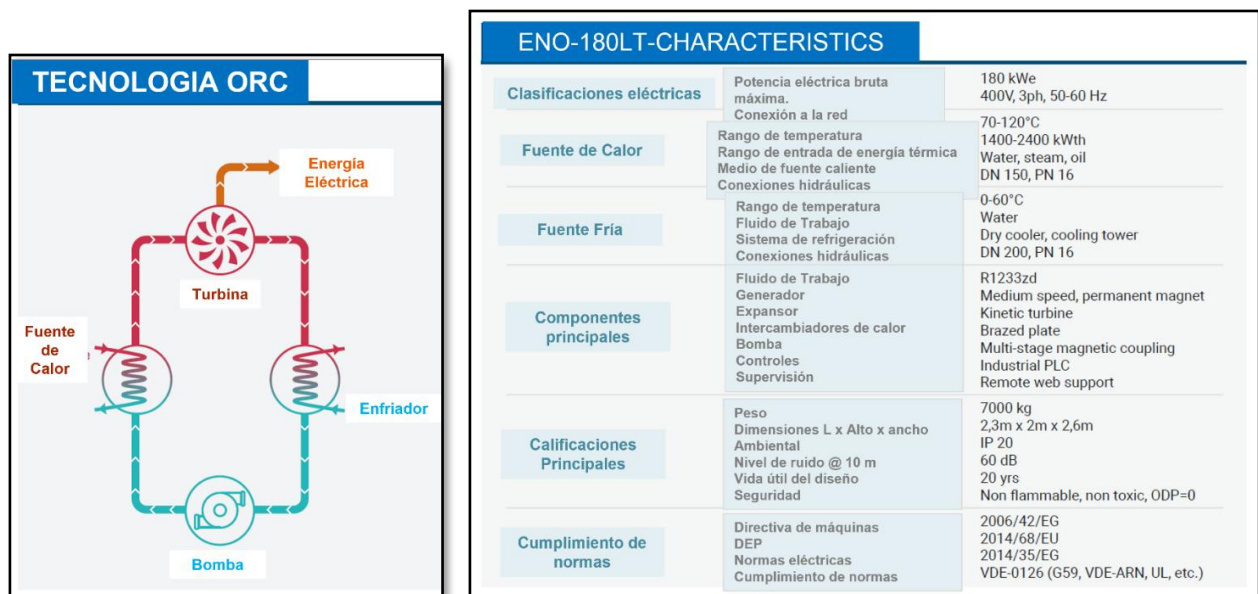 TECNOLOGIA ORC
Energía
Eléctrica
Turbina
Fuente
de
Calor
Enfriador
Bomba
ENO-180LT-CHARACTERISTICS
Clasificaciones eléctricas
Potencia eléctrica bruta
máxima.
Conexión a la red
180 kWe
400V, 3ph, 50-60 Hz
Fuente de Calor
Rango de temperatura
Rango de entrada de energía térmica
Medio de fuente caliente
Conexiones hidráulicas
70-120°C
1400-2400 kWth
Water, steam, oil
DN 150, PN 16
Fuente Fría
Rango de temperatura
Fluido de Trabajo
Sistema de refrigeración
Conexiones hidráulicas
0-60°C
Water
Dry cooler, cooling tower
DN 200, PN 16
Componentes
principales
Fluido de Trabajo
Generador
Expansor
Intercambiadores de calor
Bomba
Controles
Supervisión
R1233zd
Medium speed, permanent magnet
Kinetic turbine
Brazed plate
Multi-stage magnetic coupling
Industrial PLC
Remote web support
Calificaciones
Principales
Peso
Dimensiones L x Alto x ancho
Ambiental
Nivel de ruido @ 10 m
Vida útil del diseño
Seguridad
7000 kg
2,3m x 2m x 2,6m
IP 20
60 dB
20 yrs
Non flammable, non toxic, ODP=0
Cumplimiento de
normas
Directiva de máquinas
DEP
Normas eléctricas
Cumplimiento de normas
2006/42/EG
2014/68/EU
2014/35/EG
VDE-0126 (G59, VDE-ARN, UL, etc.)